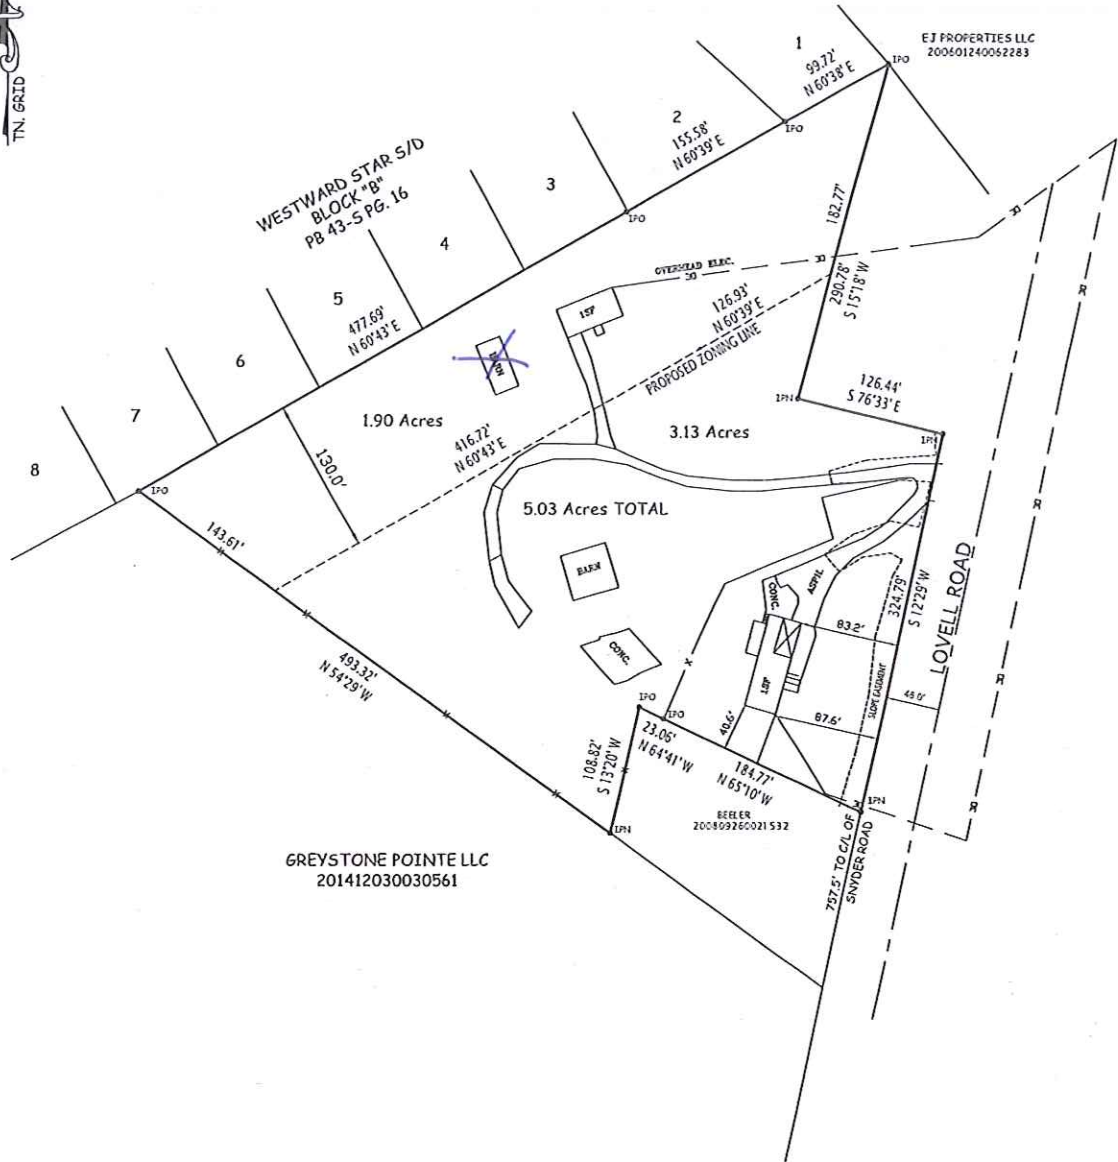 TN. GRID
EJ PROPERTIES LLC
200601240062283
IPO
1
99.72'
N 60°38' E
IPO
2
155.58'
N 60°39' E
IPO
WESTWARD STAR S/D
BLOCK "B"
PB 43-S PG. 16
3
4
5
477.69'
N 60°43' E
6
7
8
IPO
182.77'
290.78'
S 15°18' W
OVERHEAD ELEC.
126.93'
N 60°39' E
PROPOSED ZONING LINE
1SF
BARN
1.90 Acres
416.72'
N 60°43' E
130.0'
126.44'
S 76°33' E
IPN
IPN
3.13 Acres
5.03 Acres TOTAL
143.61'
BARN
CONC.
CONC.
ASPH.
83.2'
324.79'
S 12°29' W
LOVELL ROAD
SLOPE EASEMENT
1SF
87.6'
40.6'
493.32'
N 54°29' W
IPO
IPO
23.06'
N 64°41' W
184.77'
N 65°10' W
108.82'
S 13°20' W
IPN
IPN
BEELER
200809260021532
757.5' TO C/L OF
SNYDER ROAD
GREYSTONE POINTE LLC
201412030030561